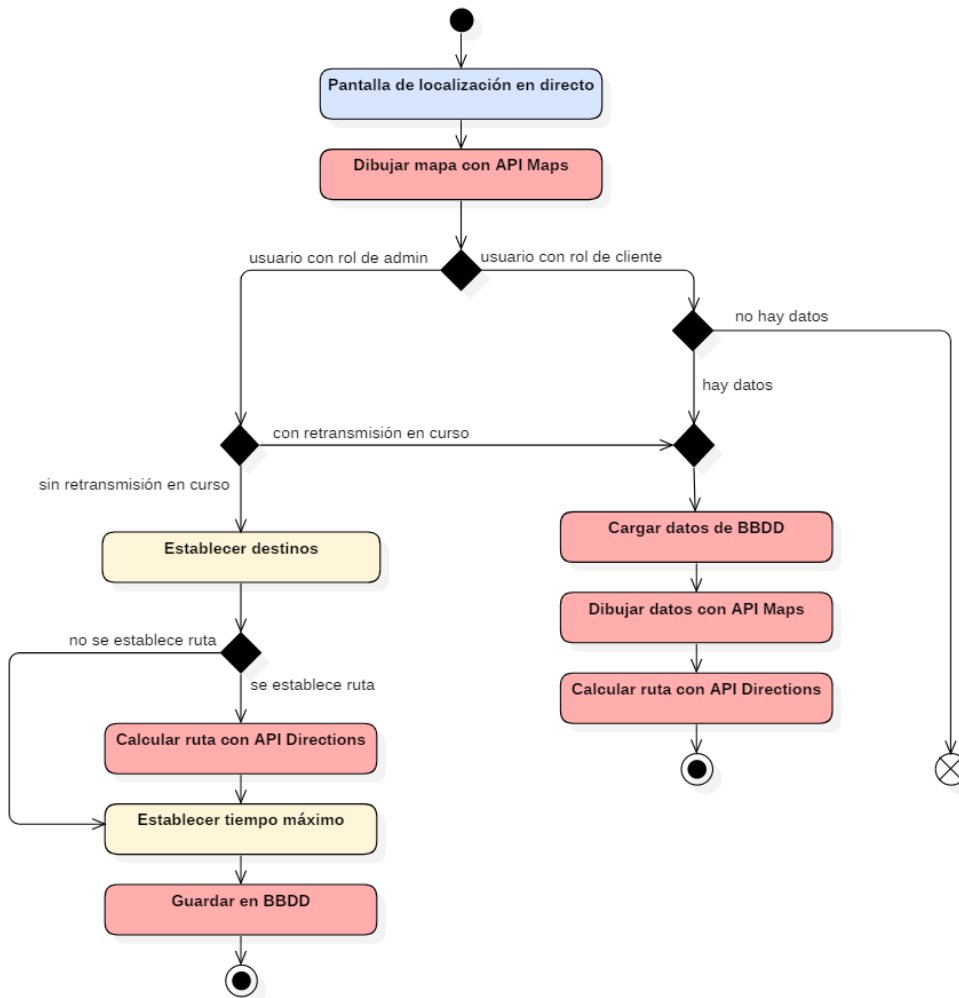 Pantalla de localización en directo
Dibujar mapa con API Maps
usuario con rol de admin
usuario con rol de cliente
no hay datos
hay datos
con retransmisión en curso
sin retransmisión en curso
Establecer destinos
Cargar datos de BBDD
Dibujar datos con API Maps
no se establece ruta
se establece ruta
Calcular ruta con API Directions
Calcular ruta con API Directions
Establecer tiempo máximo
Guardar en BBDD